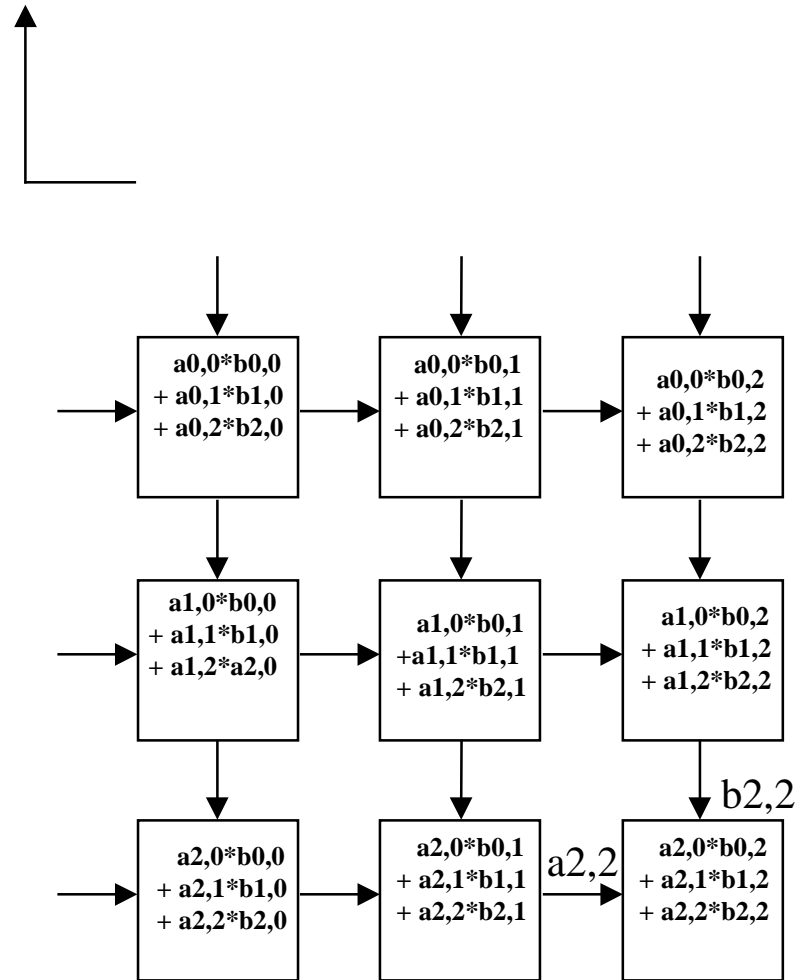 a0,0*b0,0
+ a0,1*b1,0
+ a0,2*b2,0
a0,0*b0,1
+ a0,1*b1,1
+ a0,2*b2,1
a0,0*b0,2
+ a0,1*b1,2
+ a0,2*b2,2
a1,0*b0,0
+ a1,1*b1,0
+ a1,2*a2,0
a1,0*b0,1
+a1,1*b1,1
+ a1,2*b2,1
a1,0*b0,2
+ a1,1*b1,2
+ a1,2*b2,2
b2,2
a2,0*b0,0
+ a2,1*b1,0
+ a2,2*b2,0
a2,0*b0,1
+ a2,1*b1,1
+ a2,2*b2,1
a2,2
a2,0*b0,2
+ a2,1*b1,2
+ a2,2*b2,2